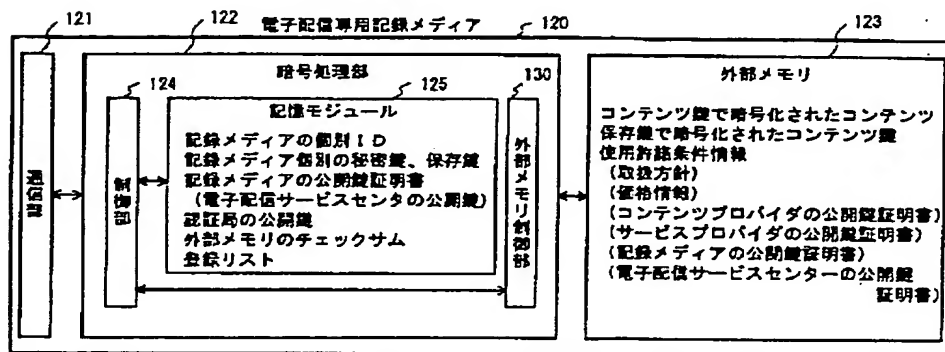 121
122
電子配信専用記録メディア
120
123
暗号処理部
124
125
130
記憶モジュール
記録メディアの個別ID
記録メディア個別の秘密鍵、保存鍵
記録メディアの公開鍵証明書
(電子配信サービスセンタの公開鍵)
認証局の公開鍵
外部メモリのチェックサム
登録リスト
外部メモリ制御部
外部メモリ
コンテンツ鍵で暗号化されたコンテンツ
保存鍵で暗号化されたコンテンツ鍵
使用許諾条件情報
(取扱方針)
(価格情報)
(コンテンツプロバイダの公開鍵証明書)
(サービスプロバイダの公開鍵証明書)
(記録メディアの公開鍵証明書)
(電子配信サービスセンターの公開鍵
証明書)